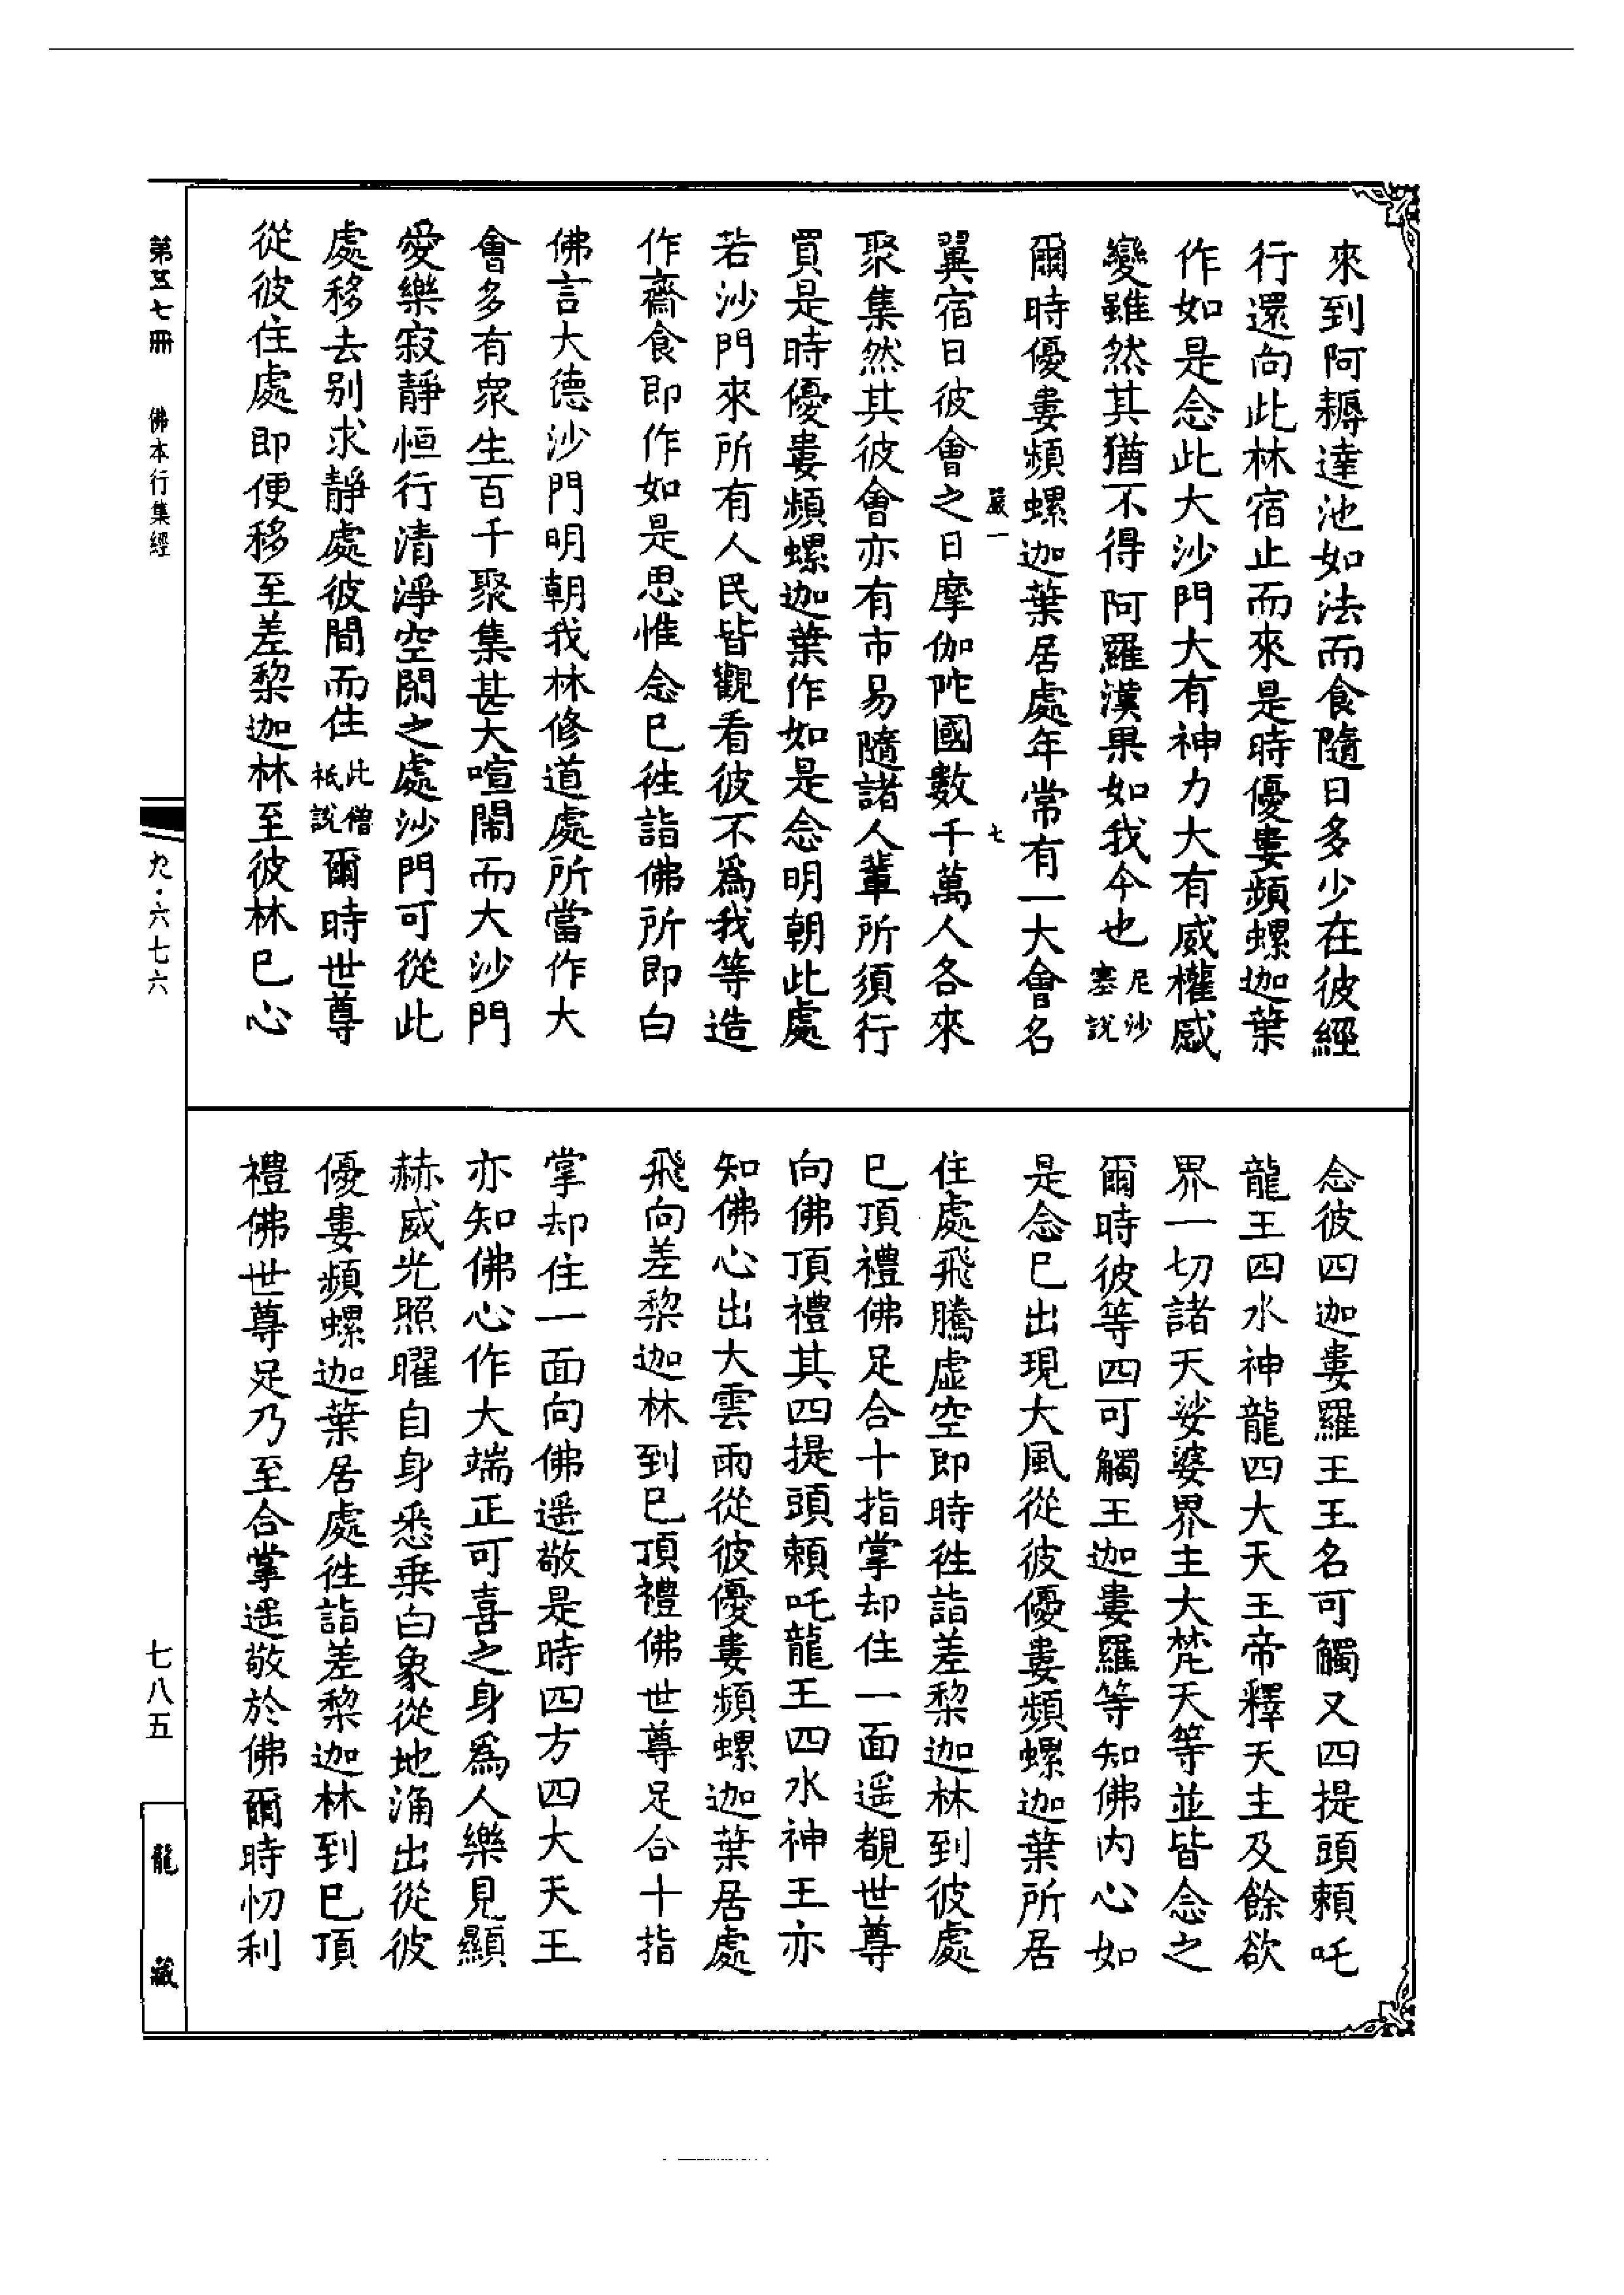 來到阿耨達池如法而食隨日多少在彼經
行還向此林宿止而來是時優婁頻螺迦葉
作如是念此大沙門大有神力大有威權感
變雖然其猶不得阿羅漢果如我今也尼沙塞說
爾時優婁頻螺迦葉居處年常有一大會名
嚴一
七
翼宿日彼會之日摩伽陀國數千萬人各來
聚集然其彼會亦有市易隨諸人輩所須行
買是時優婁頻螺迦葉作如是念明朝此處
若沙門來所有人民皆觀看彼不為我等造
作齋食即作如是思惟念已往詣佛所即白
佛言大德沙門明朝我林修道處所當作大
會多有眾生百千聚集甚大喧鬧而大沙門
愛樂寂靜恒行清淨空閑之處沙門可從此
處移去別求靜處彼間而住此僧祇說爾時世尊
從彼住處即便移至差梨迦林至彼林已心
念彼四迦婁羅王王名可觸又四提頭賴吒
龍王四水神龍四大天王帝釋天主及餘欲
界一切諸天娑婆界主大梵天等並皆念之
爾時彼等四可觸王迦婁羅等知佛內心如
是念已出現大風從彼優婁頻螺迦葉所居
住處飛騰虛空即時往詣差梨迦林到彼處
已頂禮佛足合十指掌却住一面遥覩世尊
向佛頂禮其四提頭賴吒龍王四水神王亦
知佛心出大雲雨從彼優婁頻螺迦葉居處
飛向差梨迦林到已頂禮佛世尊足合十指
掌却住一面向佛遥敬是時四方四大天王
亦知佛心作大端正可喜之身爲人樂見顯
赫威光照曜自身悉乘白象從地涌出從彼
優婁頻螺迦葉居處往詣差梨迦林到已頂
禮佛世尊足乃至合掌遥敬於佛爾時忉利
第五七冊 佛本行集經
九·六七六
七八五
龍藏